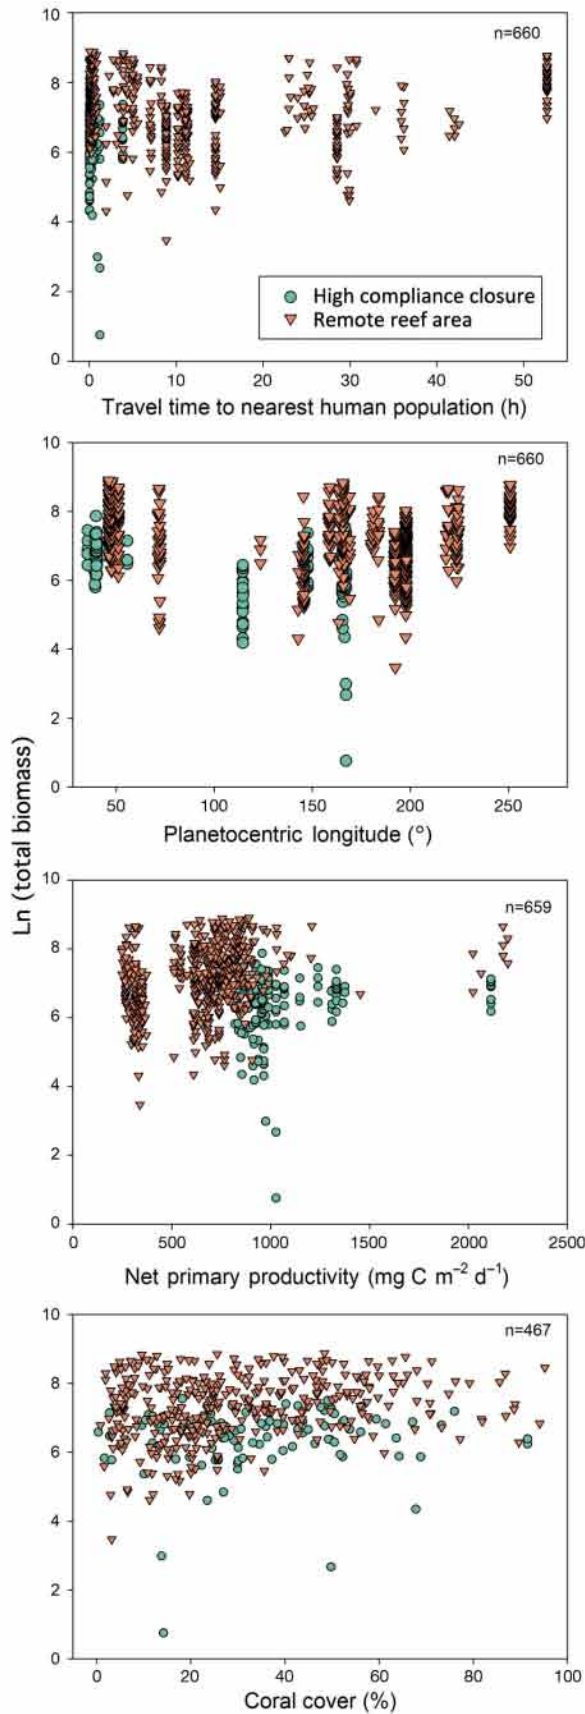 10
n=660
8
6
4
2
0
High compliance closure
Remote reef area
0 10 20 30 40 50
Travel time to nearest human population (h)
10
n=660
8
6
4
2
0
50 100 150 200 250
Planetocentric longitude (°)
Ln (total biomass)
10
n=659
8
6
4
2
0
0 500 1000 1500 2000 2500
Net primary productivity (mg C m⁻² d⁻¹)
10
n=467
8
6
4
2
0
0 20 40 60 80 100
Coral cover (%)